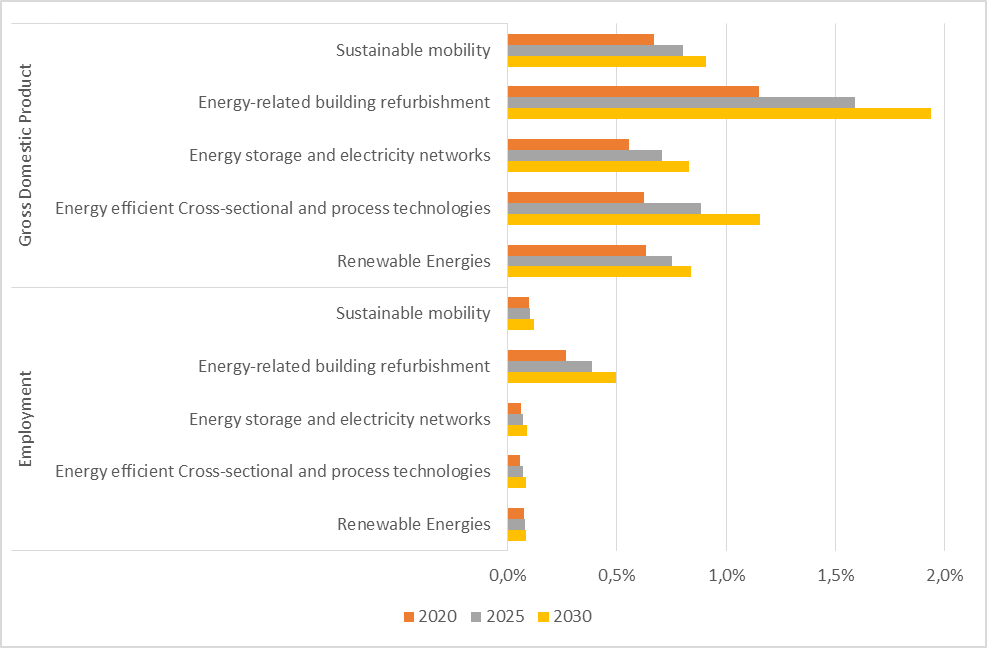 Gross Domestic Product
Sustainable mobility
Energy-related building refurbishment
Energy storage and electricity networks
Energy efficient Cross-sectional and process technologies
Renewable Energies
Employment
Sustainable mobility
Energy-related building refurbishment
Energy storage and electricity networks
Energy efficient Cross-sectional and process technologies
Renewable Energies
0,0% 0,5% 1,0% 1,5% 2,0%
2020 2025 2030